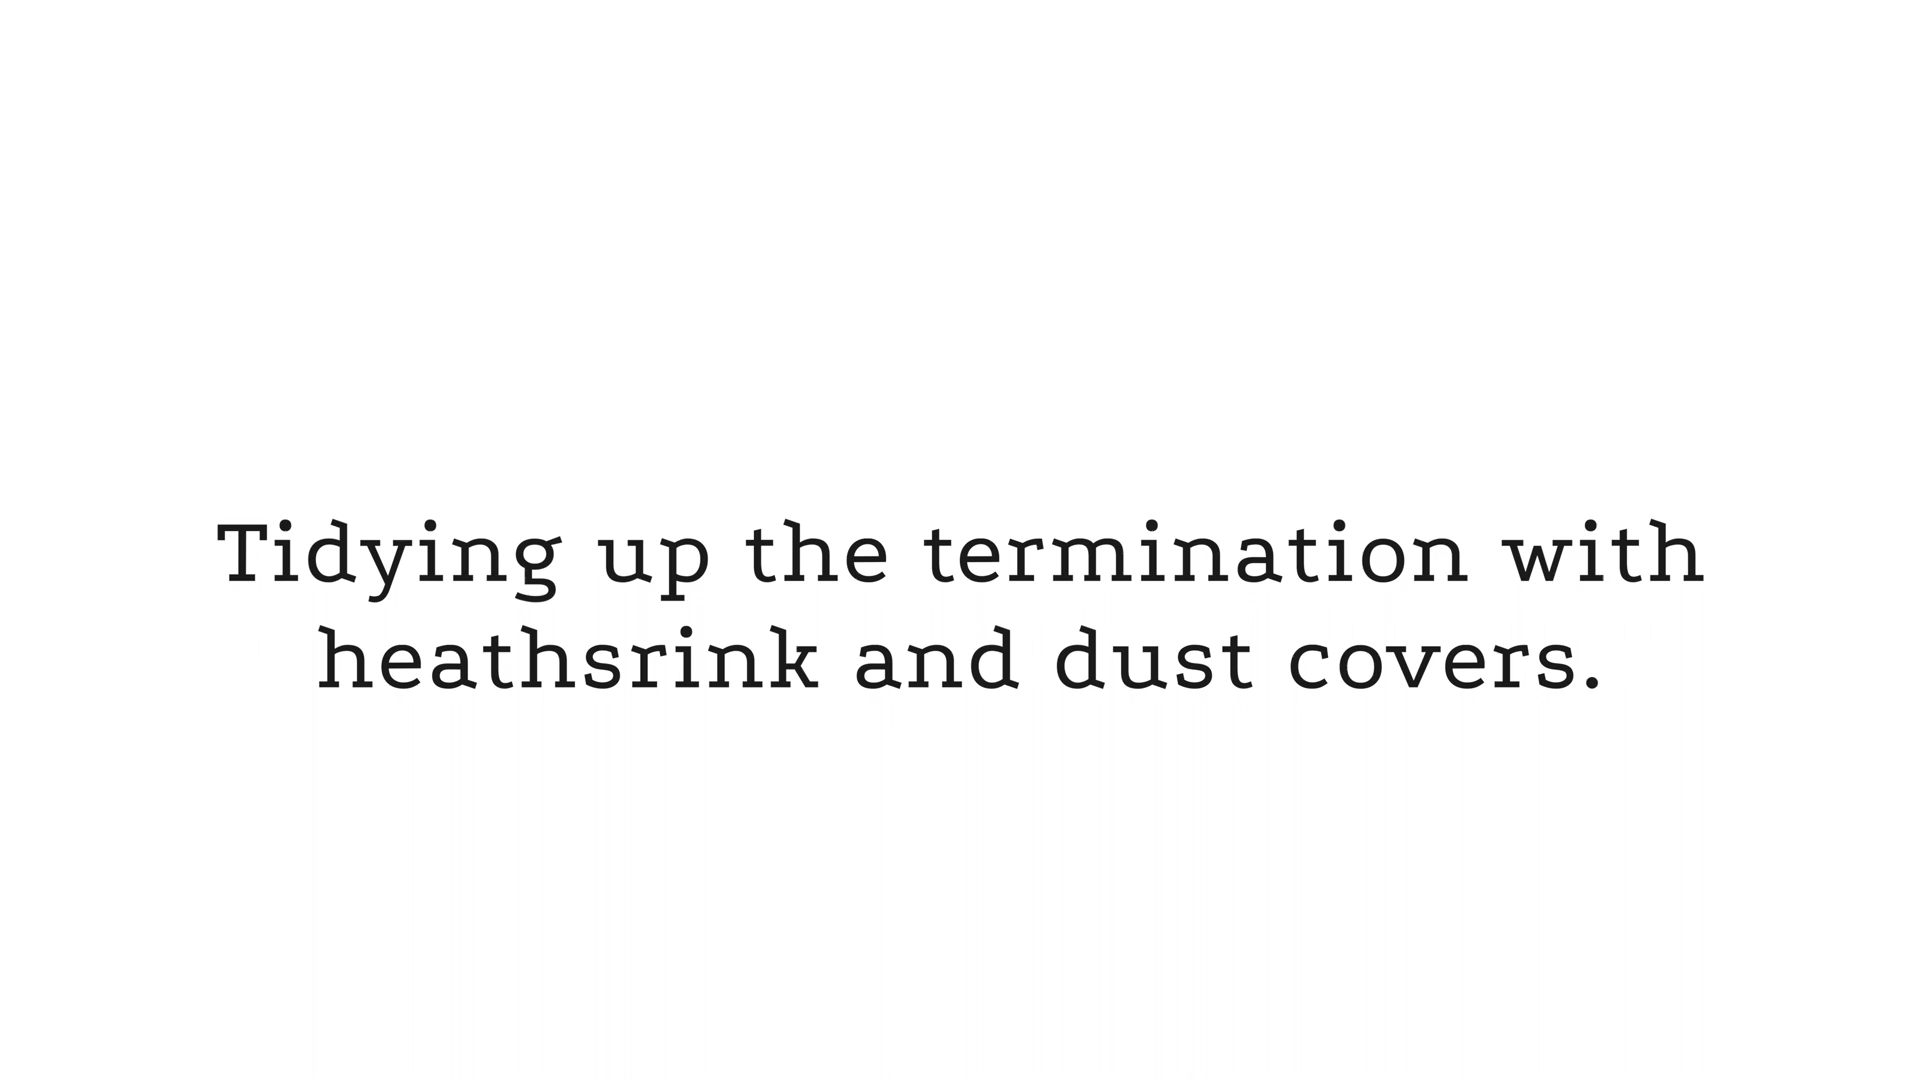 Tidying up the termination with
heathsrink and dust covers.